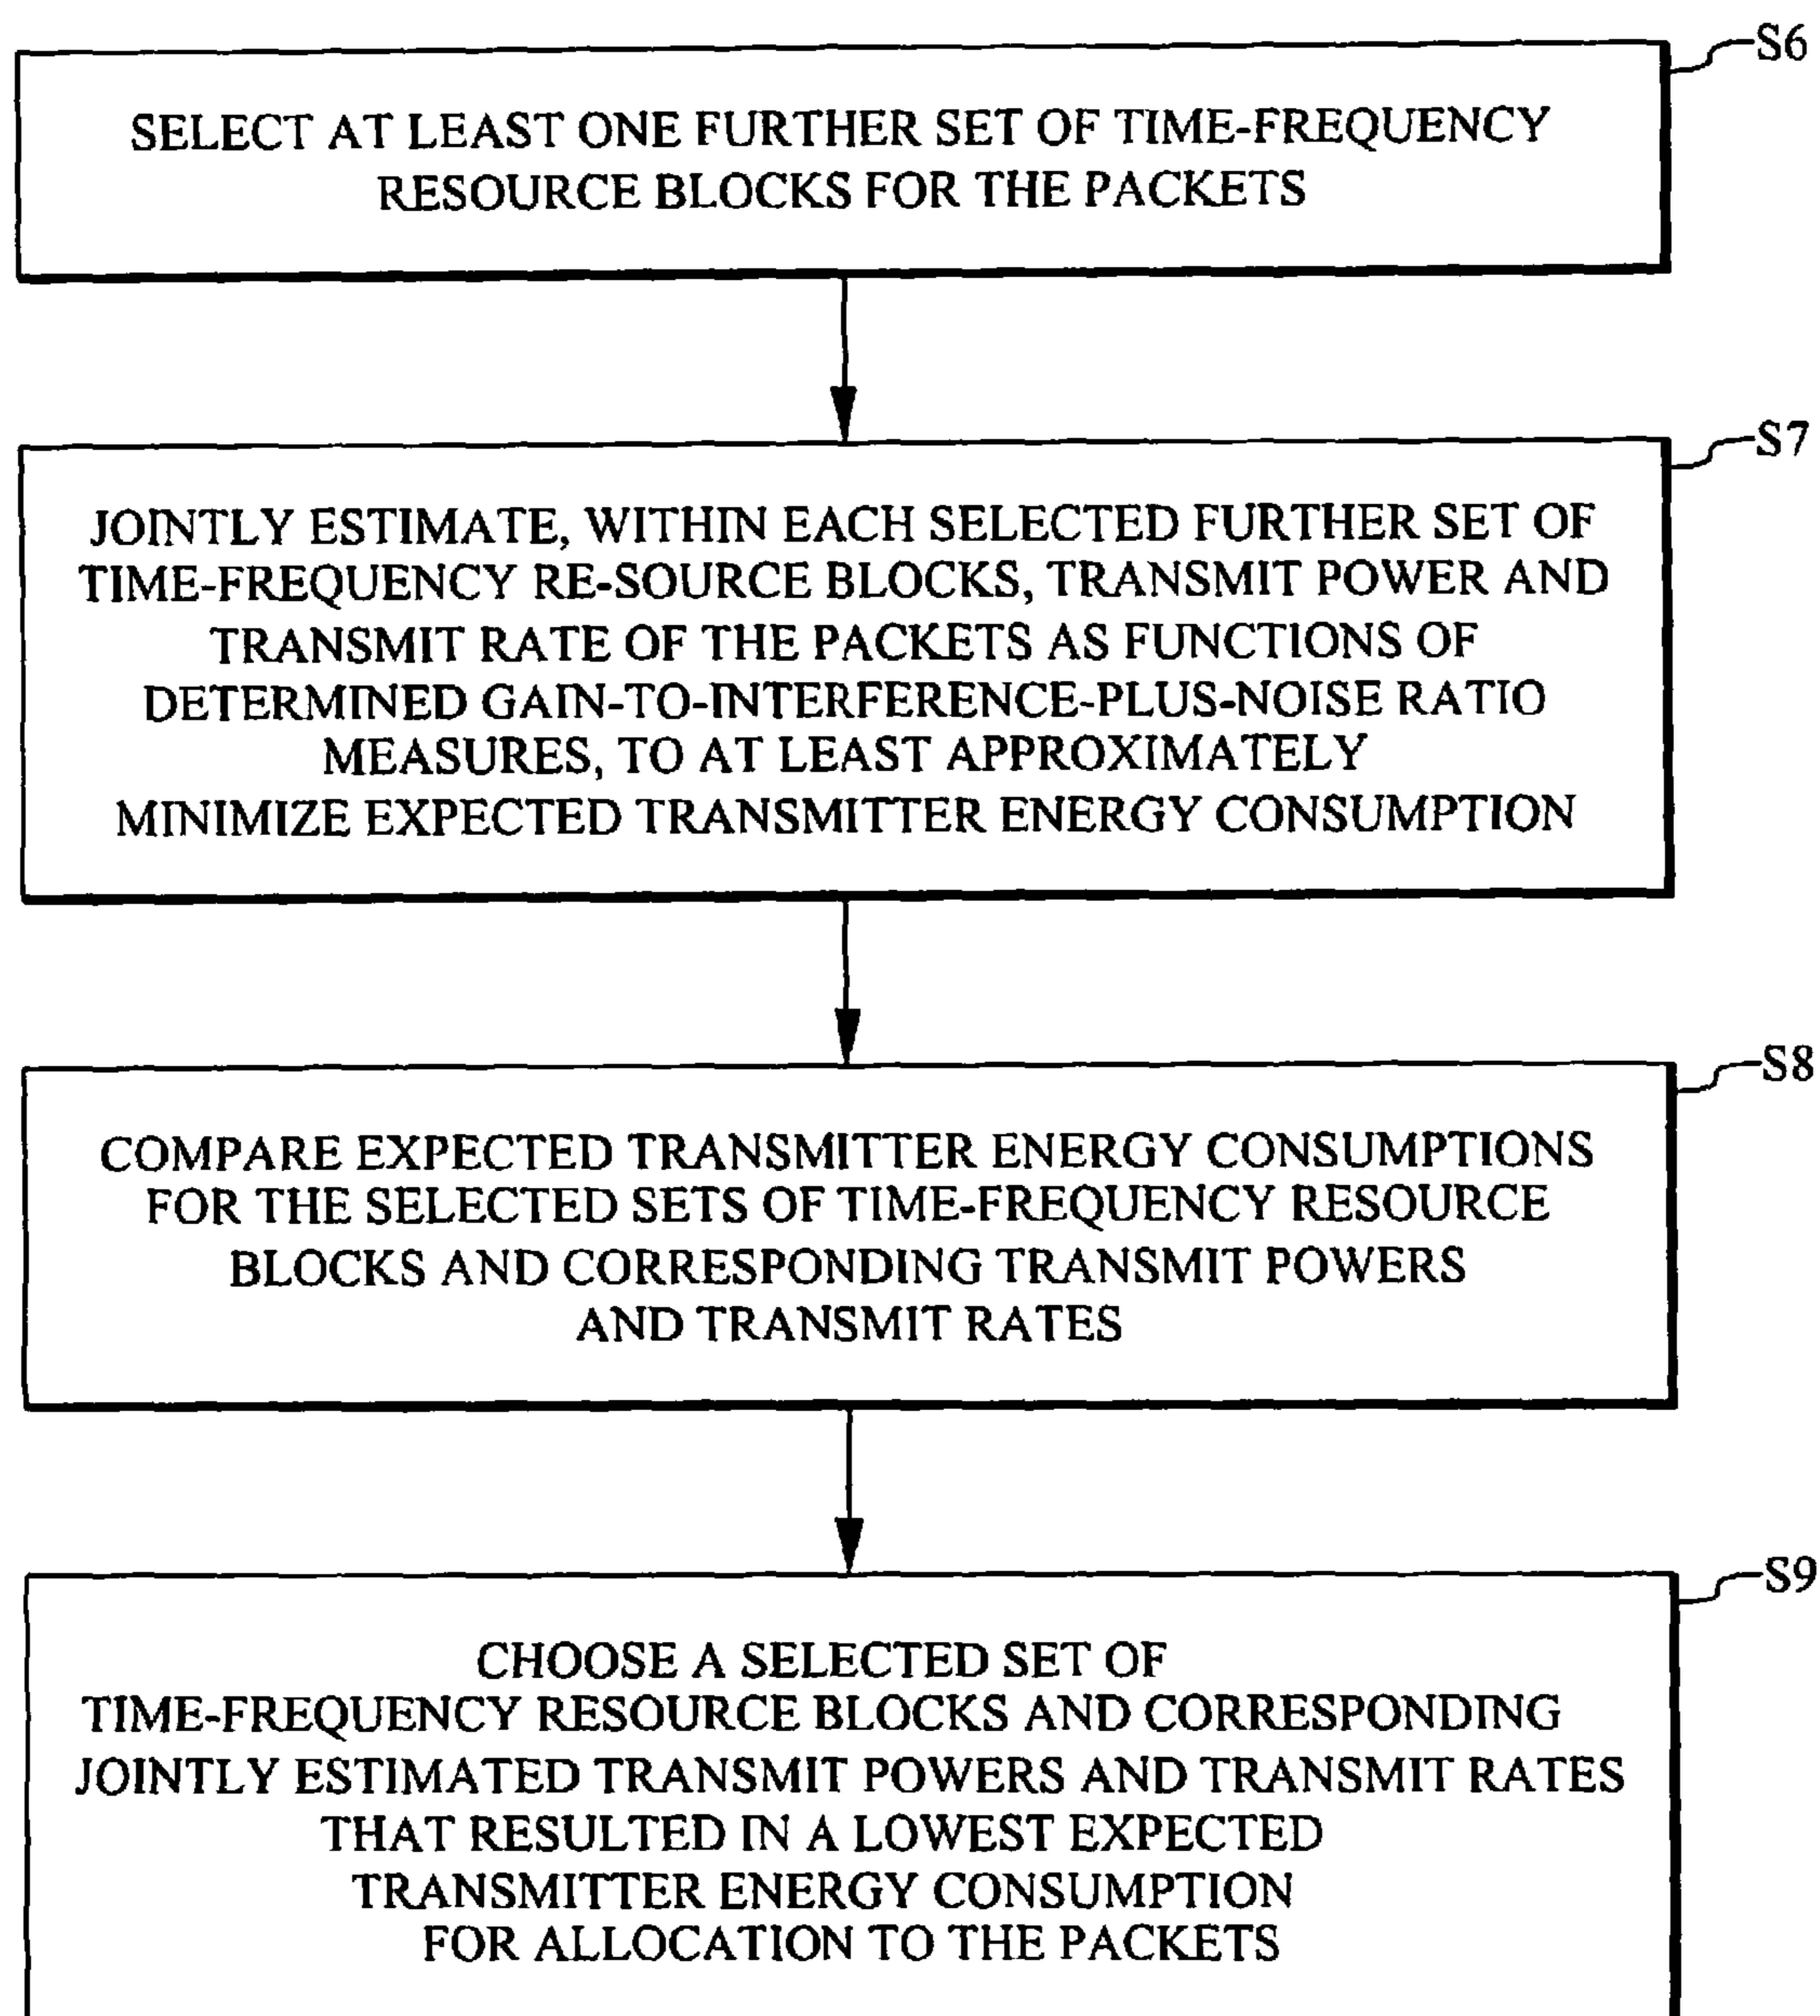 S6
SELECT AT LEAST ONE FURTHER SET OF TIME-FREQUENCY
RESOURCE BLOCKS FOR THE PACKETS
S7
JOINTLY ESTIMATE, WITHIN EACH SELECTED FURTHER SET OF
TIME-FREQUENCY RE-SOURCE BLOCKS, TRANSMIT POWER AND
TRANSMIT RATE OF THE PACKETS AS FUNCTIONS OF
DETERMINED GAIN-TO-INTERFERENCE-PLUS-NOISE RATIO
MEASURES, TO AT LEAST APPROXIMATELY
MINIMIZE EXPECTED TRANSMITTER ENERGY CONSUMPTION
S8
COMPARE EXPECTED TRANSMITTER ENERGY CONSUMPTIONS
FOR THE SELECTED SETS OF TIME-FREQUENCY RESOURCE
BLOCKS AND CORRESPONDING TRANSMIT POWERS
AND TRANSMIT RATES
S9
CHOOSE A SELECTED SET OF
TIME-FREQUENCY RESOURCE BLOCKS AND CORRESPONDING
JOINTLY ESTIMATED TRANSMIT POWERS AND TRANSMIT RATES
THAT RESULTED IN A LOWEST EXPECTED
TRANSMITTER ENERGY CONSUMPTION
FOR ALLOCATION TO THE PACKETS